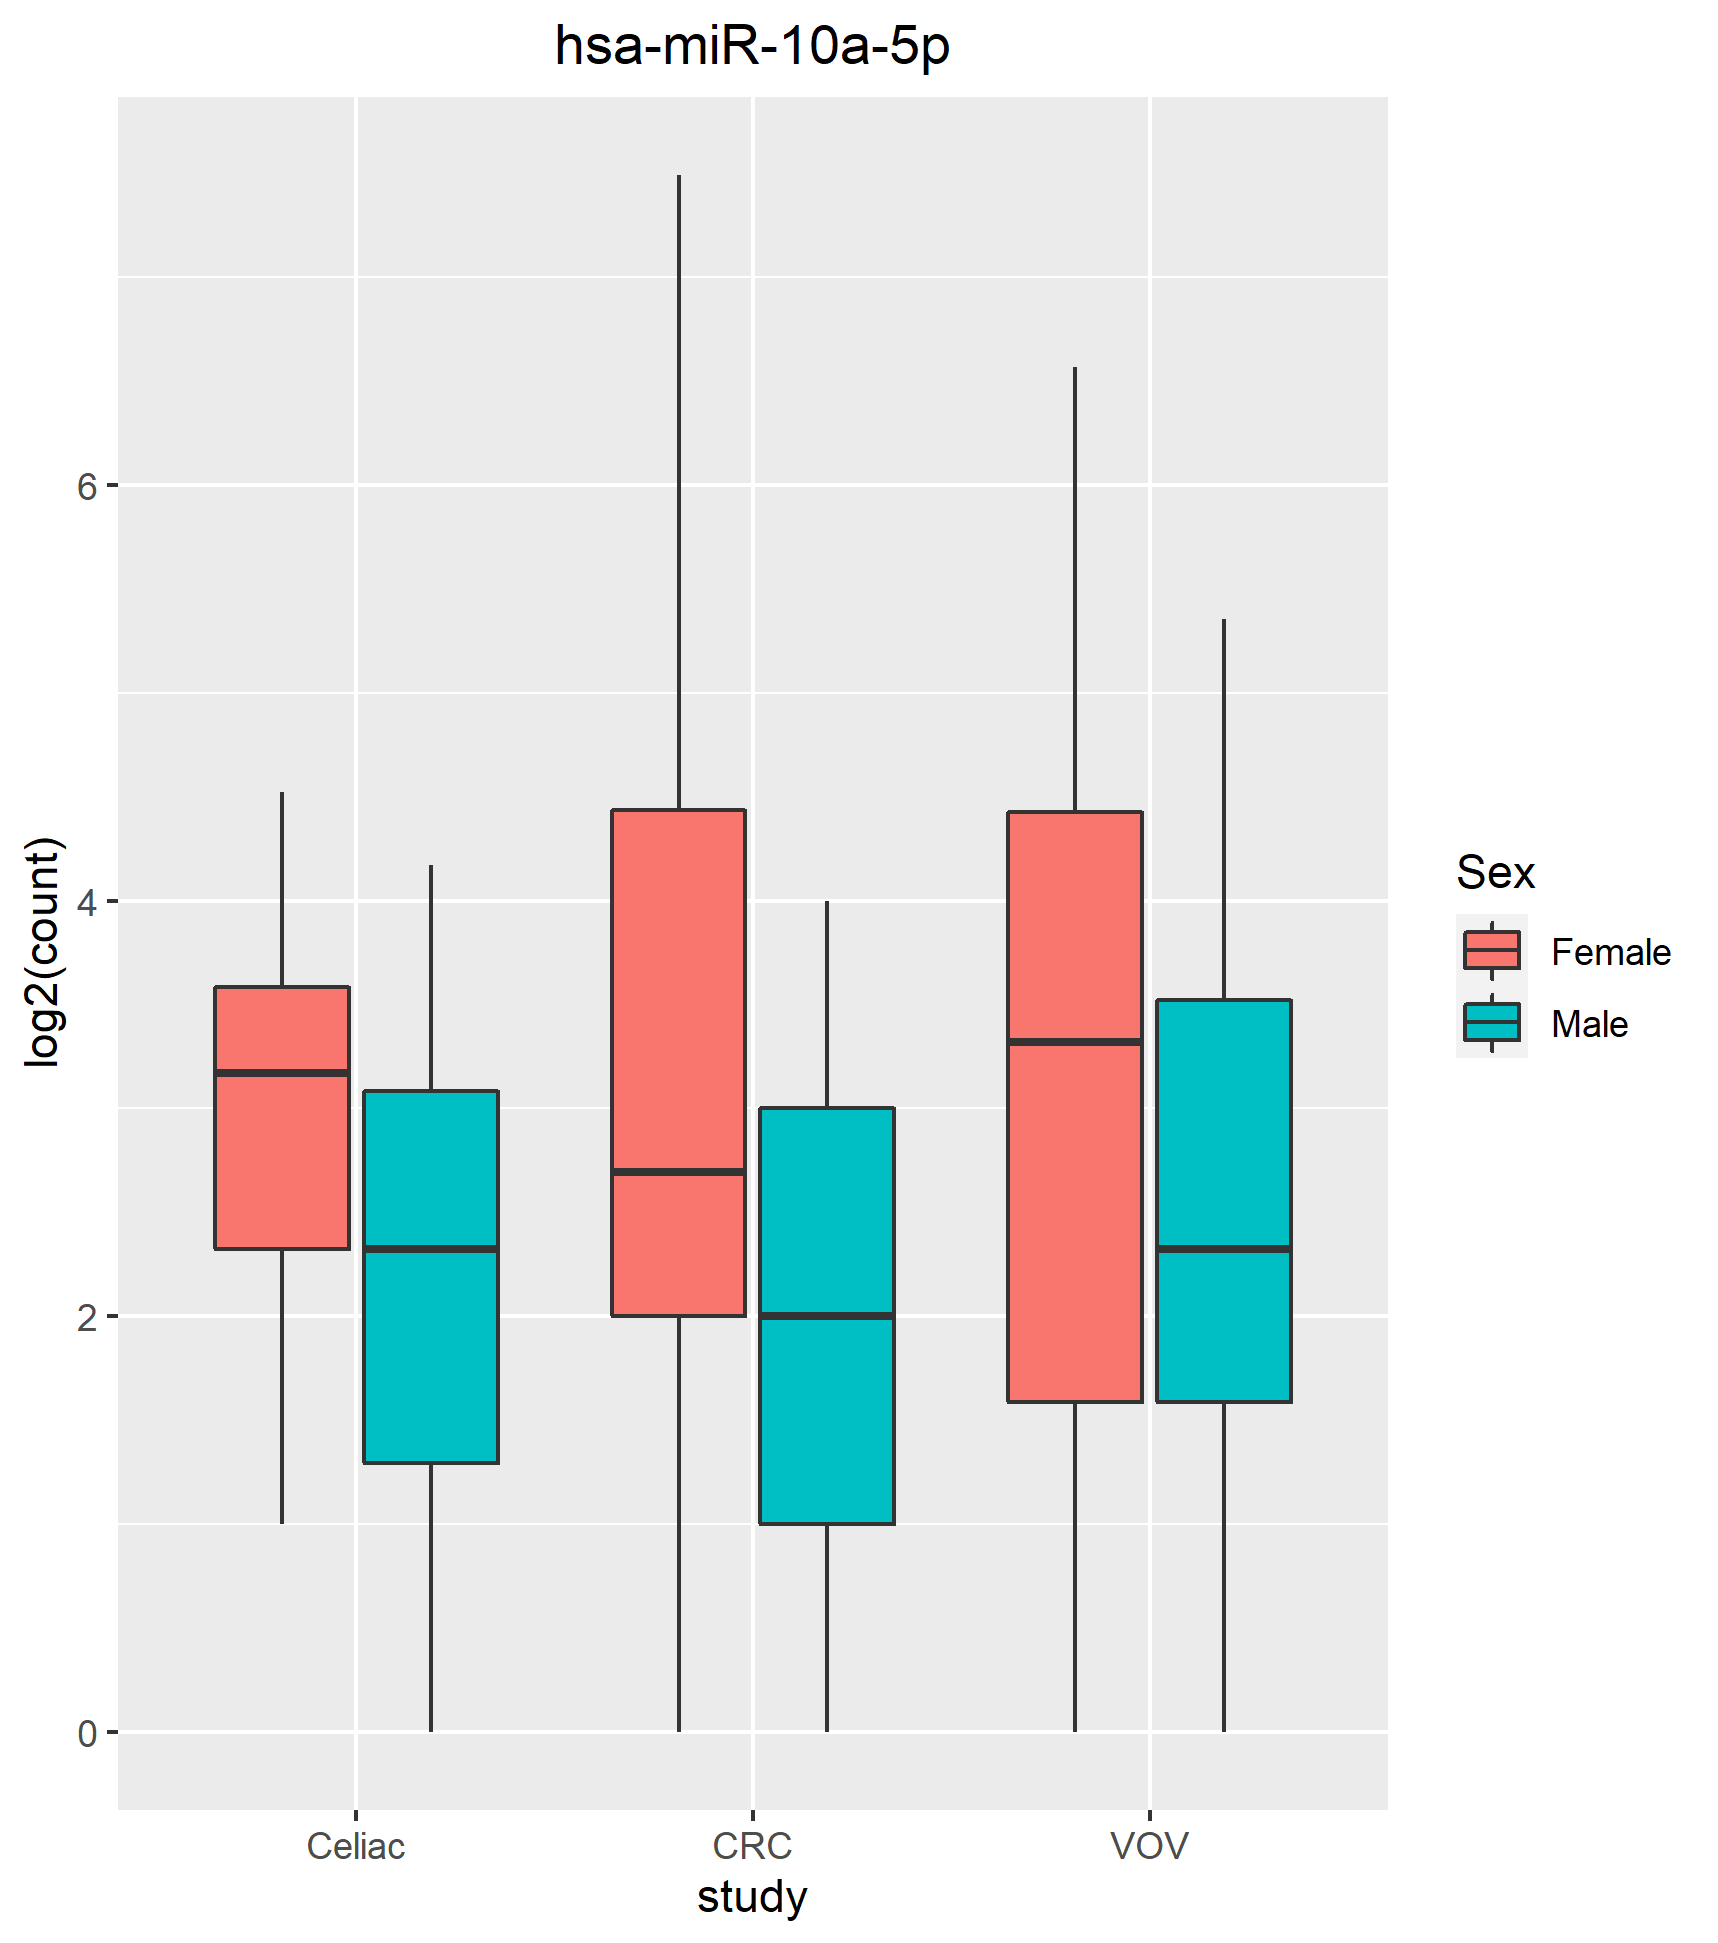 hsa-miR-10a-5p
log2(count)
6
4
2
0
Celiac
CRC
VOV
study
Sex
Female
Male